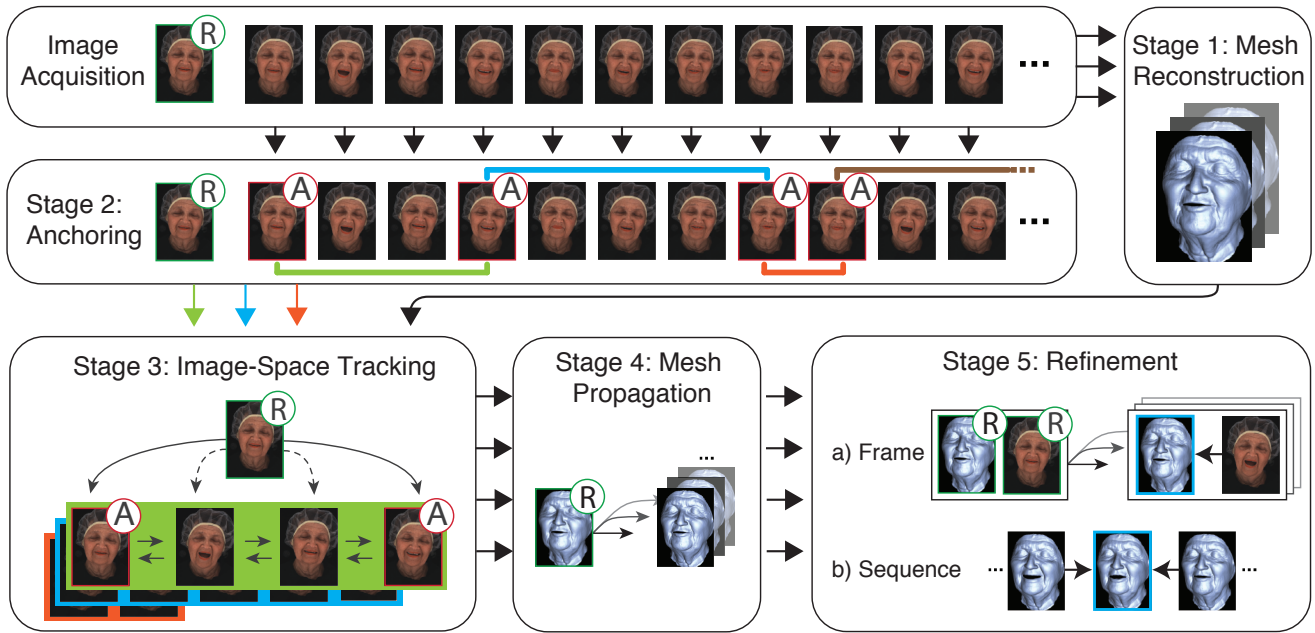 Image
Acquisition
R
...
Stage 1: Mesh
Reconstruction
Stage 2:
Anchoring
R
A
A
A
A
...
Stage 3: Image-Space Tracking
R
A
A
Stage 4: Mesh
Propagation
R
...
Stage 5: Refinement
a) Frame
R
R
b) Sequence
...
...